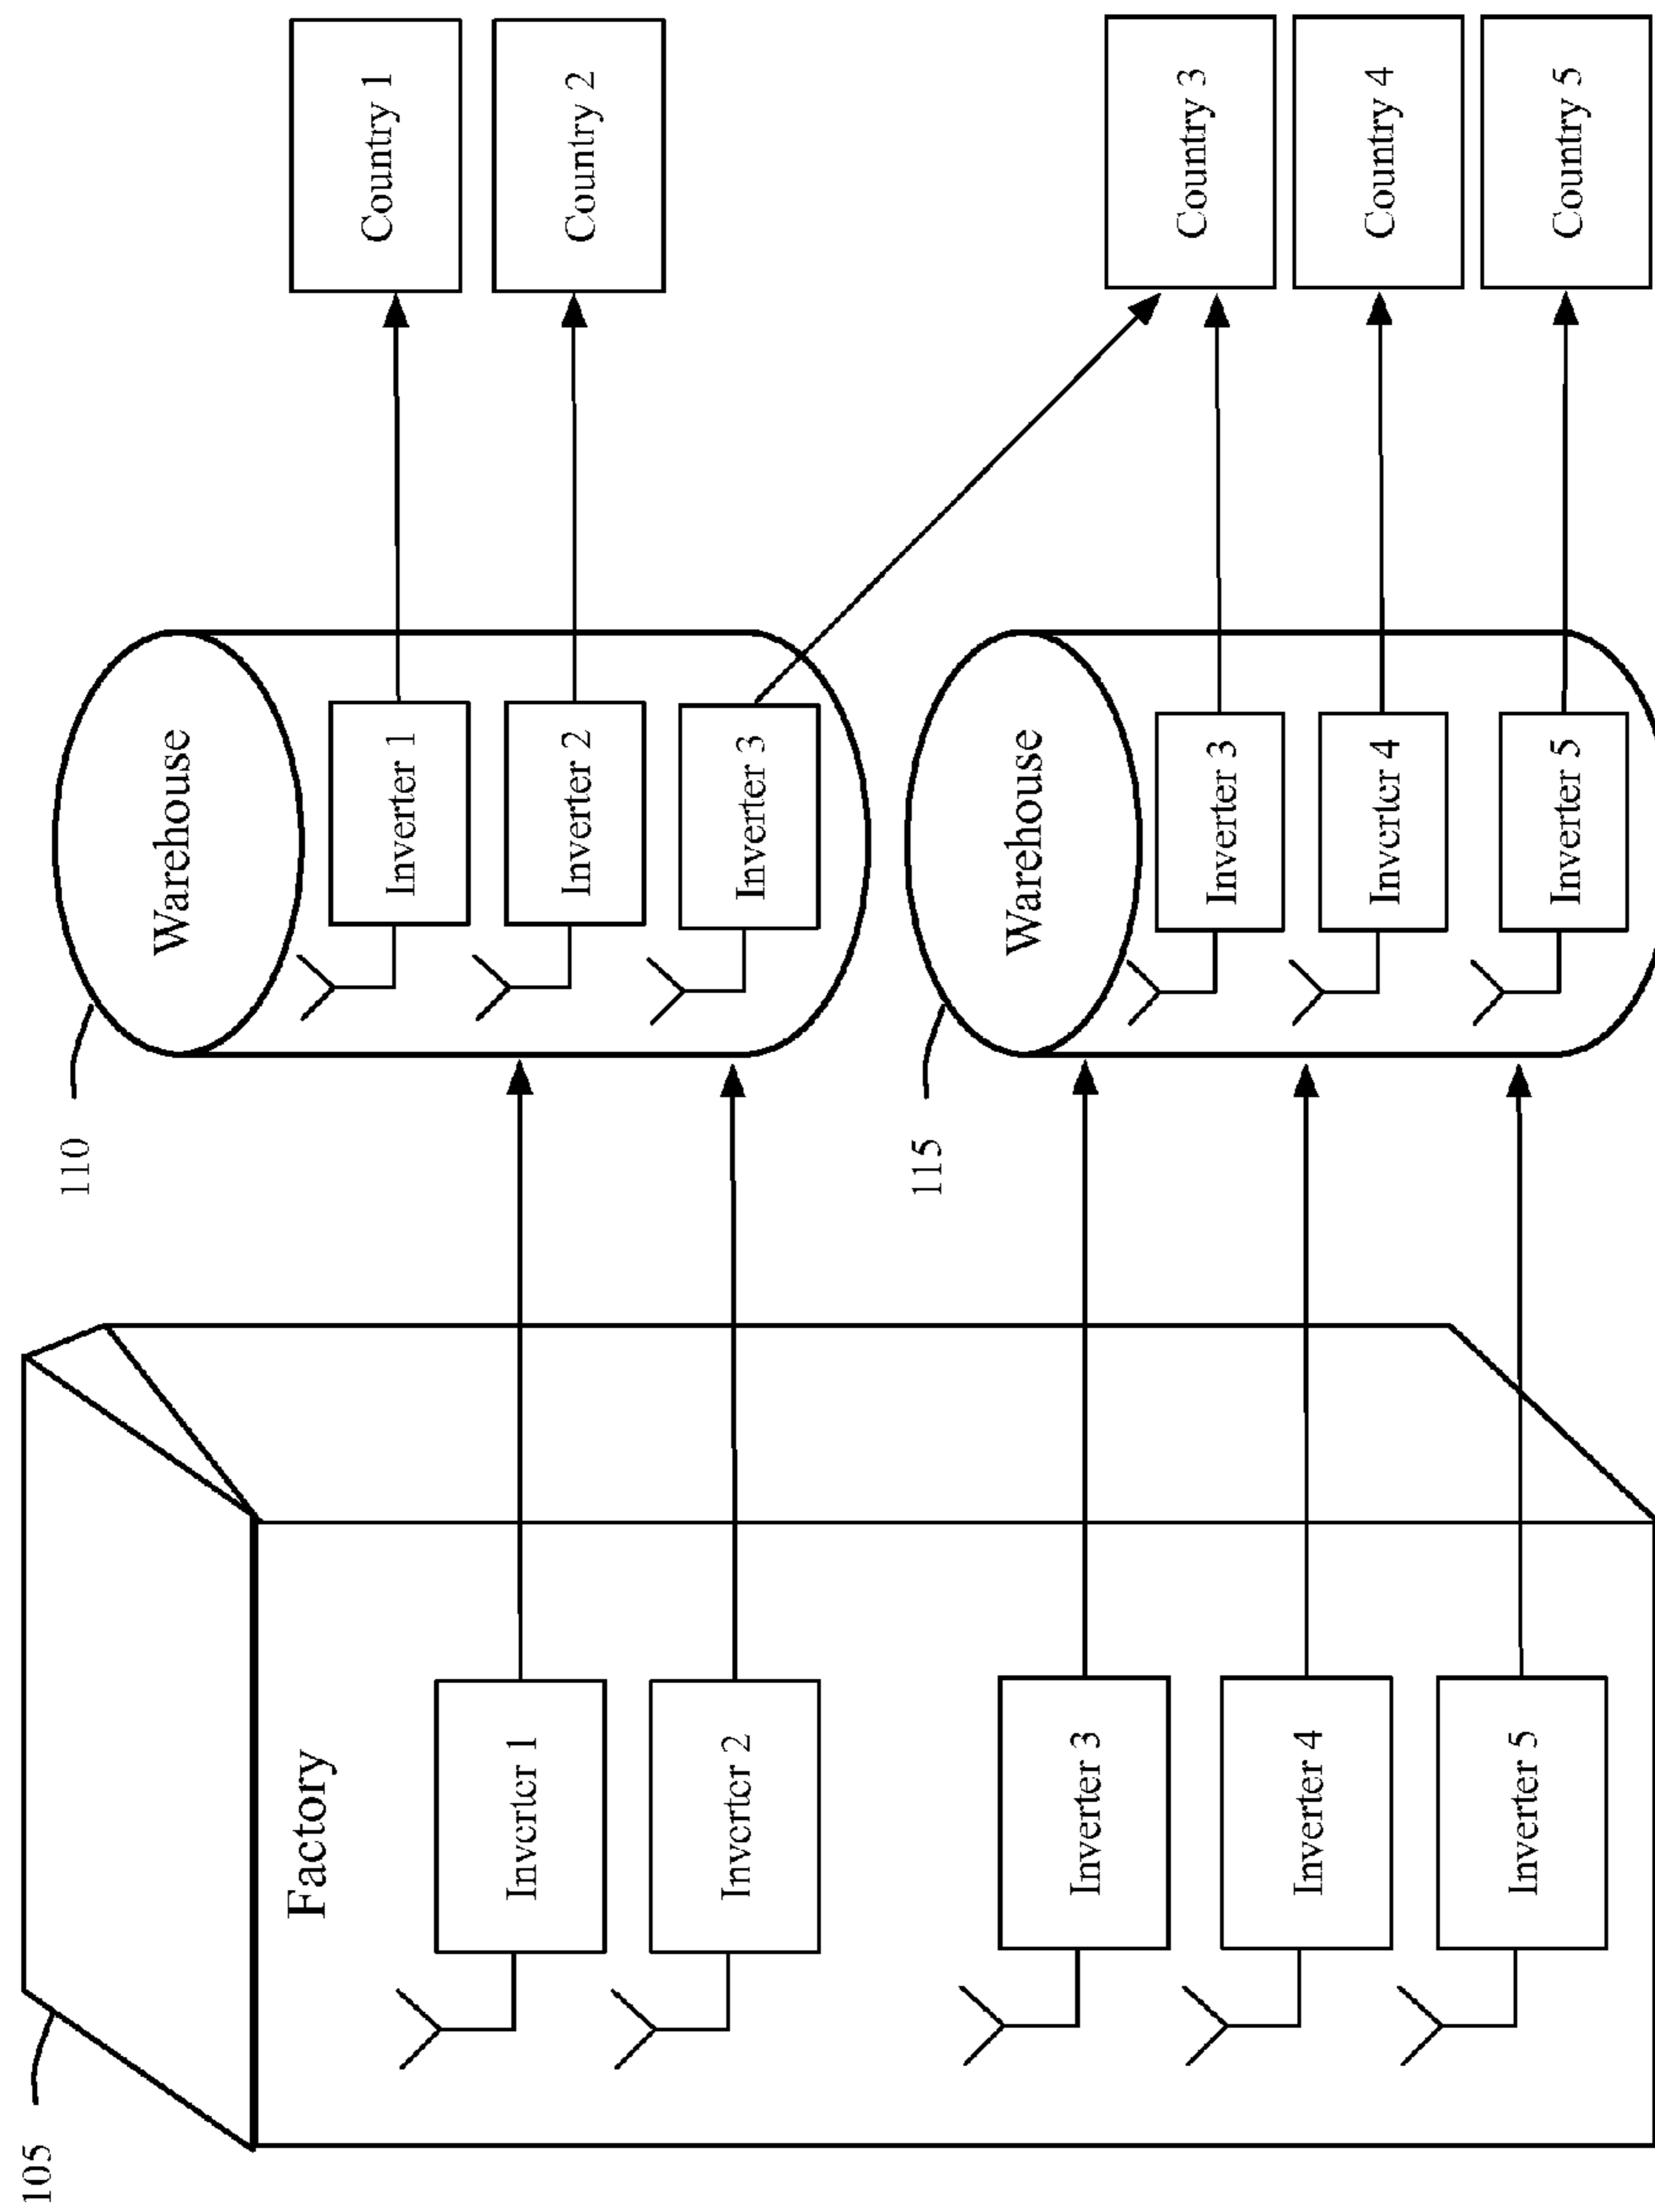 105
Factory
Inverter 1
Inverter 2
Inverter 3
Inverter 4
Inverter 5
110
Warehouse
Inverter 1
Inverter 2
Inverter 3
115
Warehouse
Inverter 3
Inverter 4
Inverter 5
Country 1
Country 2
Country 3
Country 4
Country 5